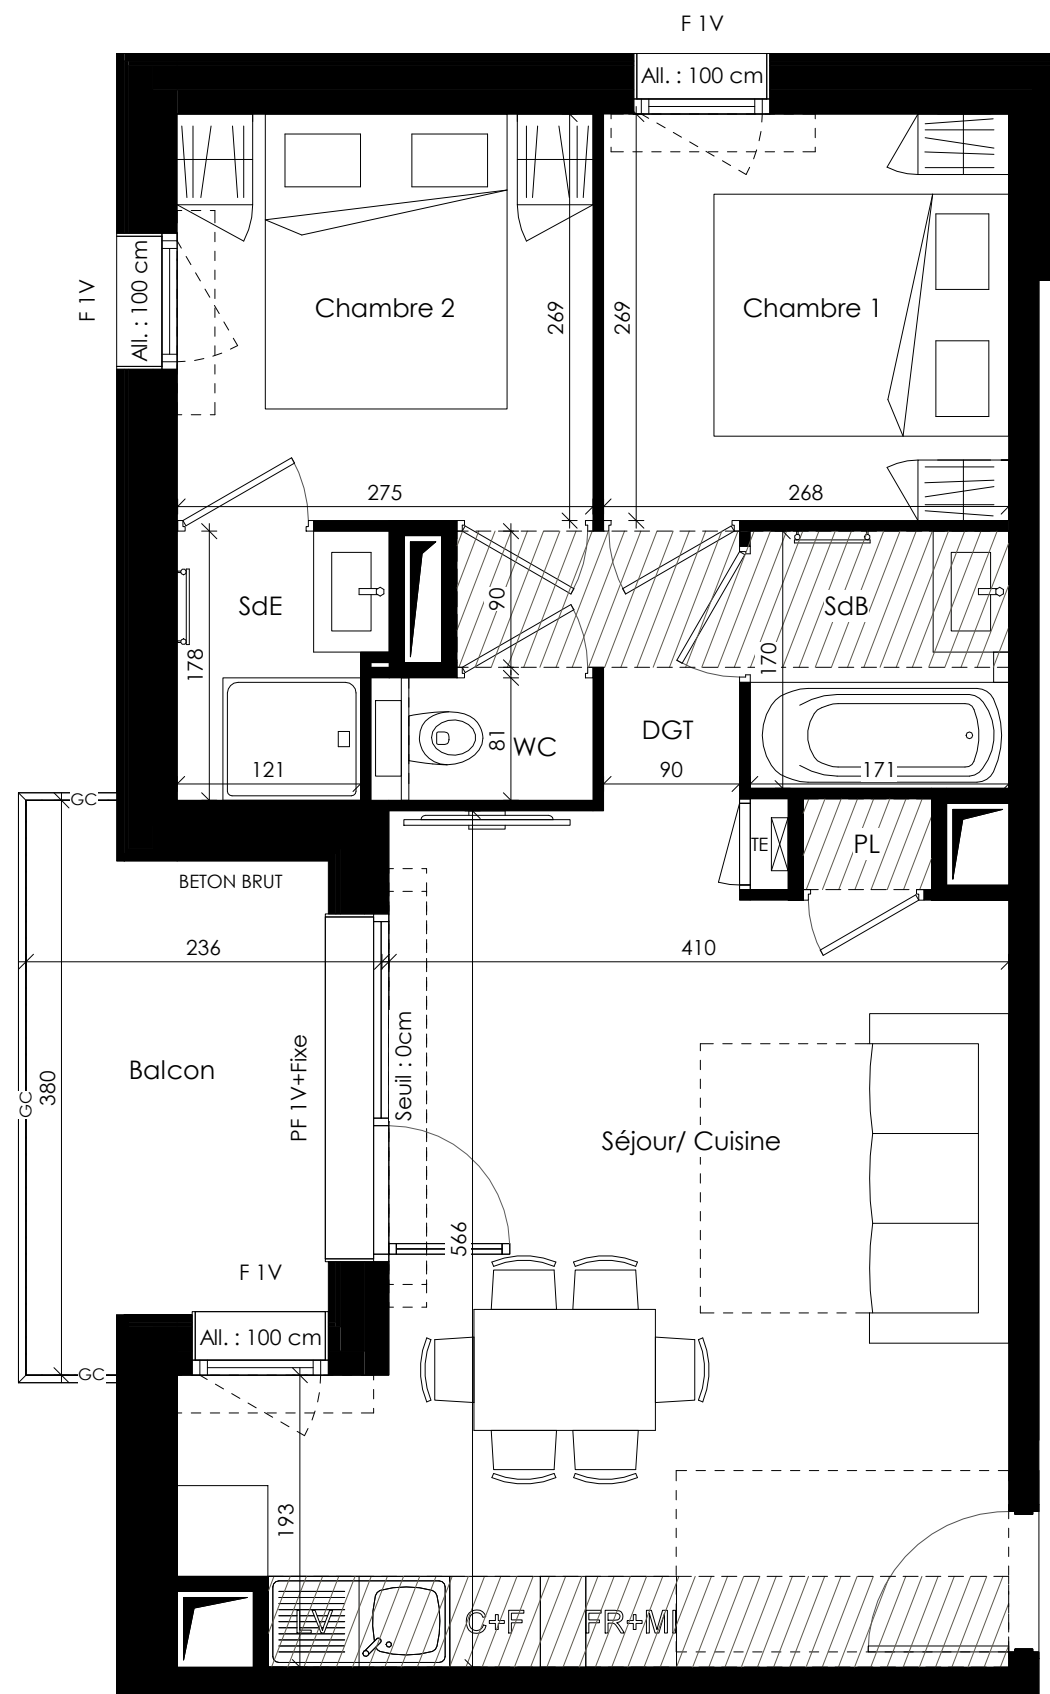 F 1V
All. : 100 cm
F 1V
All. : 100 cm
Chambre 2
269
269
Chambre 1
275
268
SdE
178
90
SdB
170
81
WC
DGT
121
90
171
GC
TE
PL
BETON BRUT
236
410
Balcon
380
GC
PF 1V+Fixe
Seuil : 0cm
Séjour/ Cuisine
566
F 1V
All. : 100 cm
GC
193
LV
C+F
FR+MI